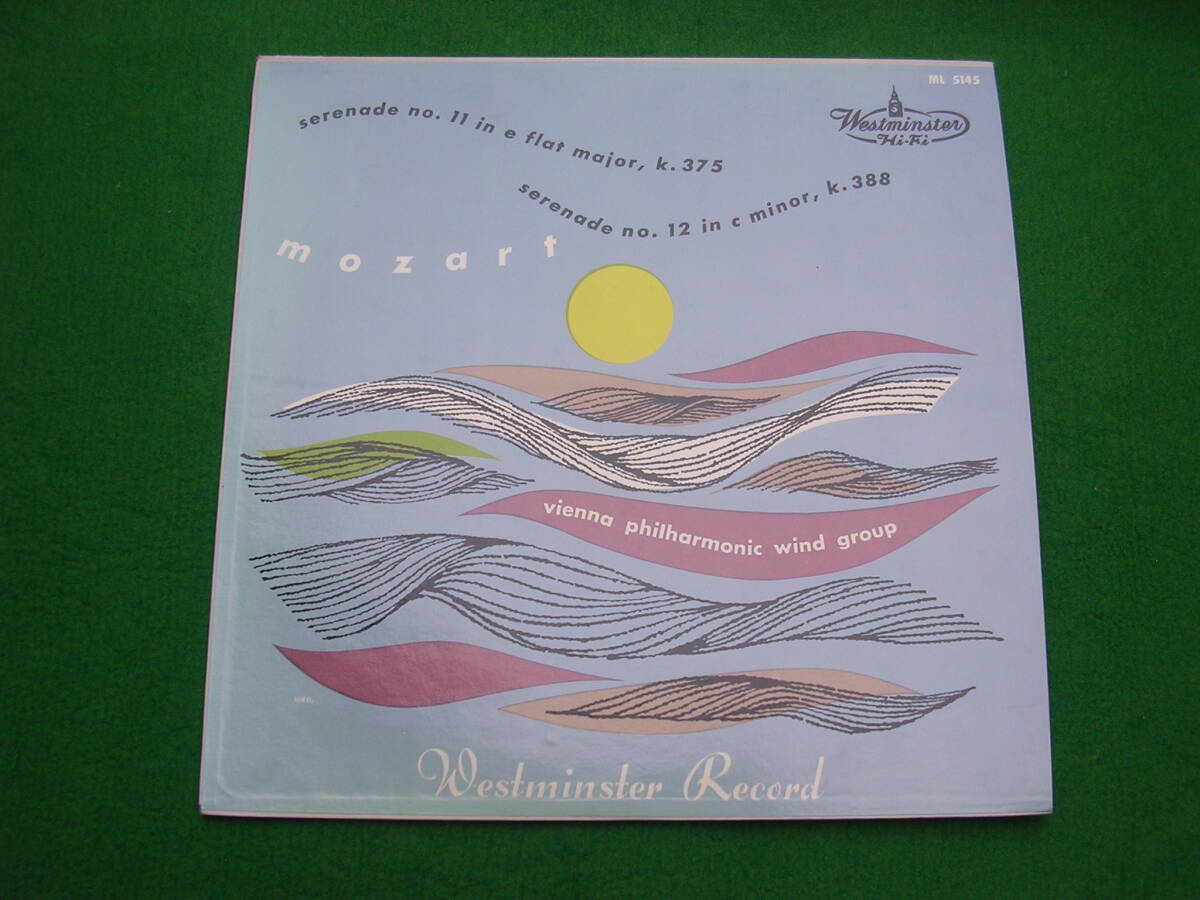 ML 5145
Westminster
Hi-Fi
serenade no. 11 in e flat major, k. 375
serenade no. 12 in c minor, k. 388
mozart
vienna philharmonic wind group
Westminster Record